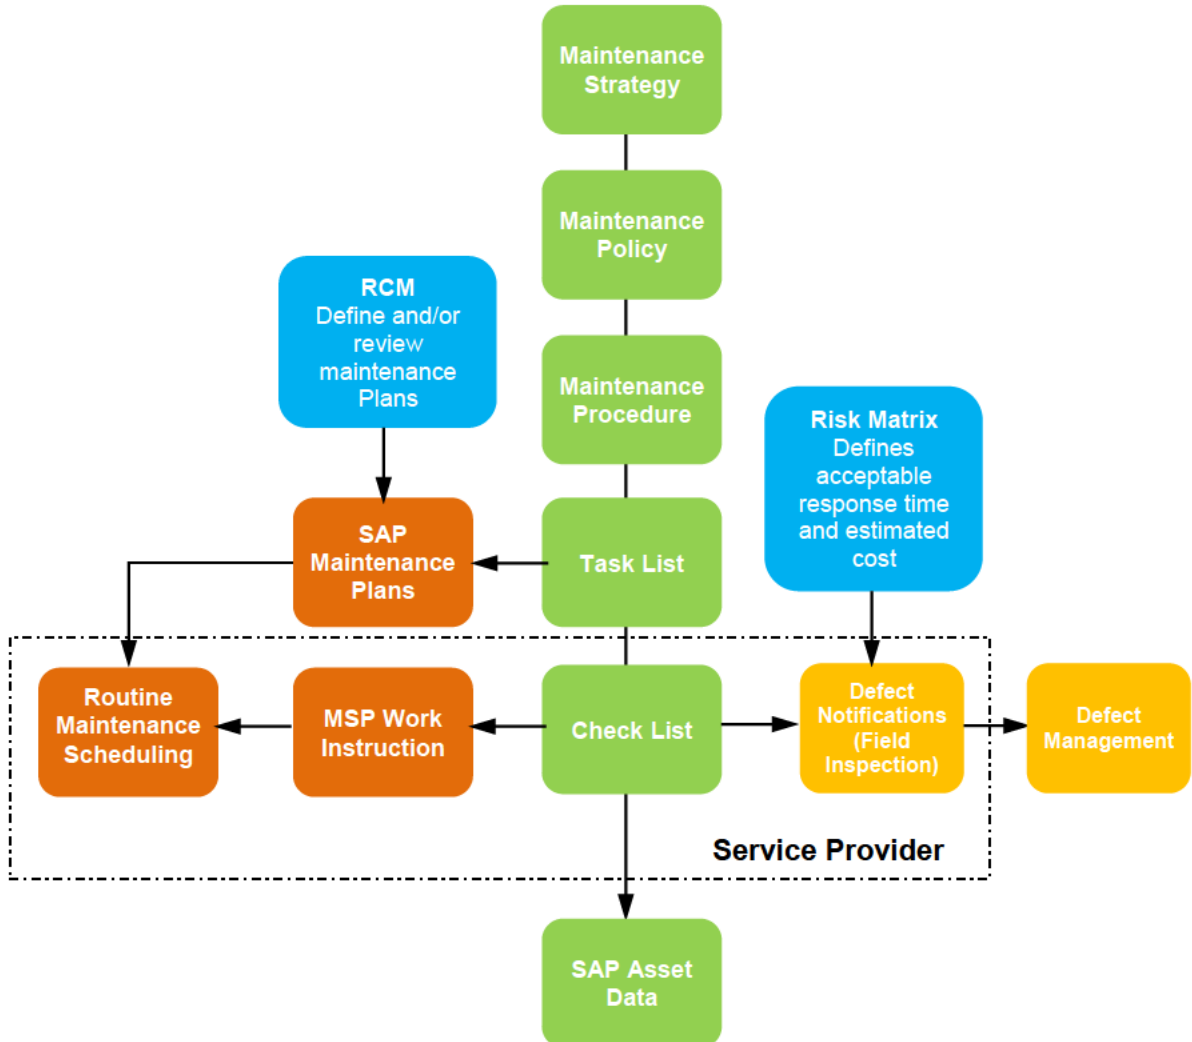 Maintenance
Strategy
Maintenance
Policy
RCM
Define and/or
review
maintenance
Plans
Maintenance
Procedure
Risk Matrix
Defines
acceptable
response time
and estimated
cost
SAP
Maintenance
Plans
Task List
Routine
Maintenance
Scheduling
MSP Work
Instruction
Check List
Defect
Notifications
(Field
Inspection)
Defect
Management
Service Provider
SAP Asset
Data